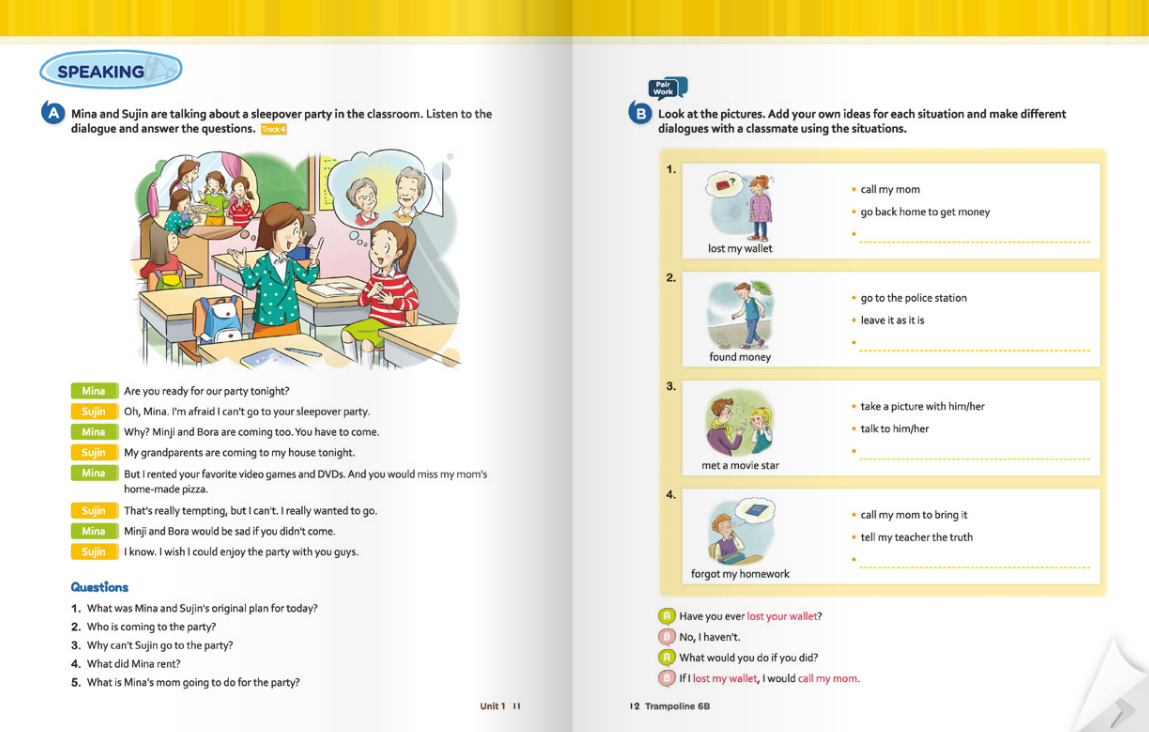 SPEAKING
A Mina and Sujin are talking about a sleepover party in the classroom. Listen to the
dialogue and answer the questions. Track 4
Mina Are you ready for our party tonight?
Sujin Oh, Mina. I'm afraid I can't go to your sleepover party.
Mina Why? Minji and Bora are coming too. You have to come.
Sujin My grandparents are coming to my house tonight.
Mina But I rented your favorite video games and DVDs. And you would miss my mom's
home-made pizza.
Sujin That's really tempting, but I can't. I really wanted to go.
Mina Minji and Bora would be sad if you didn't come.
Sujin I know. I wish I could enjoy the party with you guys.
Questions
1. What was Mina and Sujin's original plan for today?
2. Who is coming to the party?
3. Why can't Sujin go to the party?
4. What did Mina rent?
5. What is Mina's mom going to do for the party?
Unit 1 11
Pair
Work
B Look at the pictures. Add your own ideas for each situation and make different
dialogues with a classmate using the situations.
1.
?
lost my wallet
• call my mom
• go back home to get money
•
2.
found money
• go to the police station
• leave it as it is
•
3.
met a movie star
• take a picture with him/her
• talk to him/her
•
4.
forgot my homework
• call my mom to bring it
• tell my teacher the truth
•
A Have you ever lost your wallet?
B No, I haven't.
A What would you do if you did?
B If I lost my wallet, I would call my mom.
12 Trampoline 6B